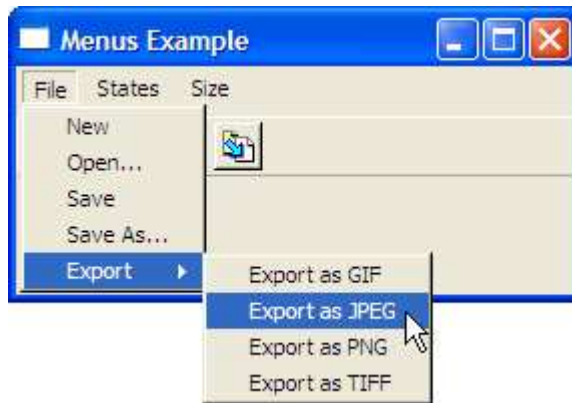 Menus Example
File States Size
New
Open...
Save
Save As...
Export
Export as GIF
Export as JPEG
Export as PNG
Export as TIFF